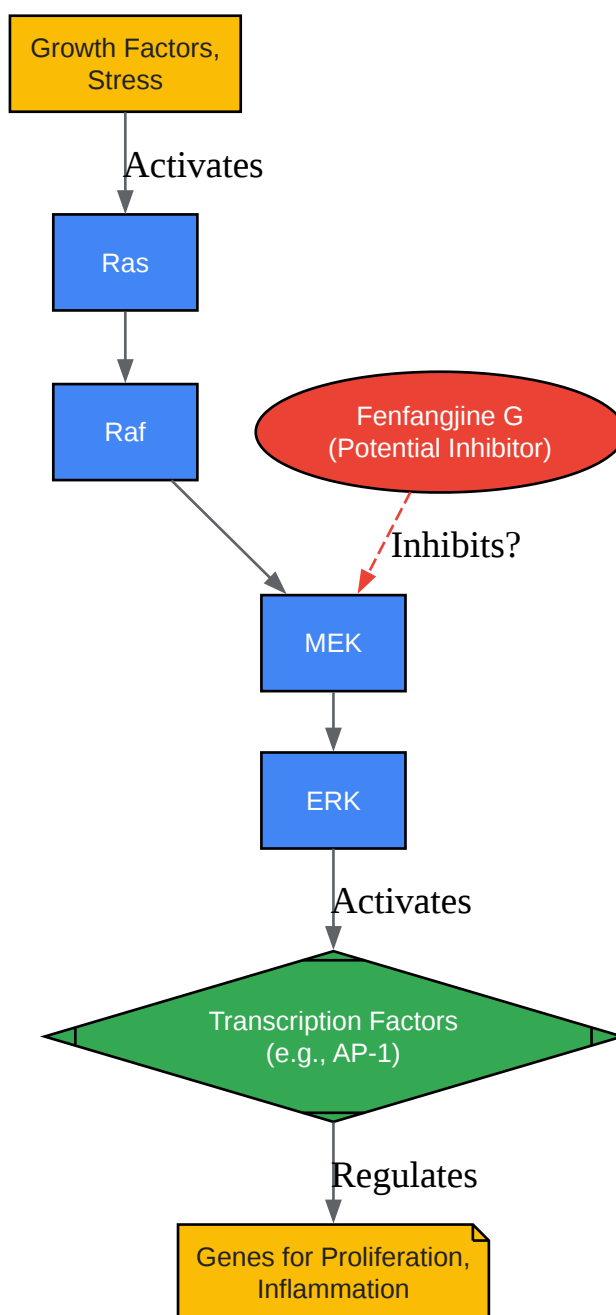 Growth Factors,
Stress
Activates
Ras
Raf
Fenfangjine G
(Potential Inhibitor)
Inhibits?
MEK
ERK
Activates
Transcription Factors
(e.g., AP-1)
Regulates
Genes for Proliferation,
Inflammation